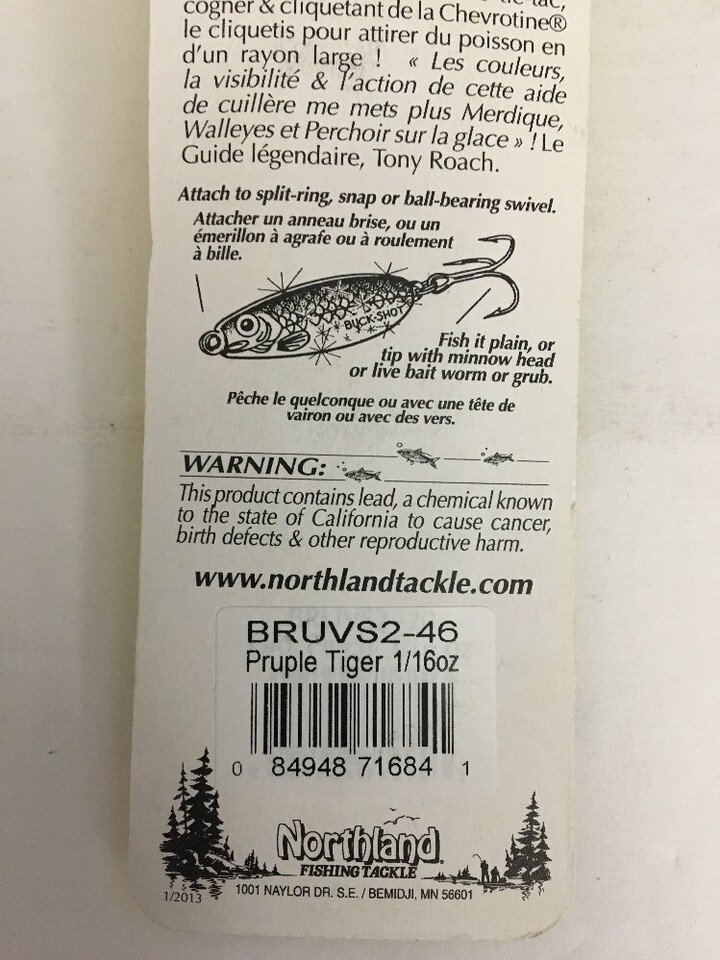 cogner & cliquetant de la Chevrotine®
le cliquetis pour attirer du poisson en
d'un rayon large ! « Les couleurs,
la visibilité & l'action de cette aide
de cuillère me mets plus Merdique,
Walleyes et Perchoir sur la glace » ! Le
Guide légendaire, Tony Roach.
Attach to split-ring, snap or ball-bearing swivel.
Attacher un anneau brise, ou un
émerillon à agrafe ou à roulement
à bille.
BUCK-SHOT
Fish it plain, or
tip with minnow head
or live bait worm or grub.
Pêche le quelconque ou avec une tête de
vairon ou avec des vers.
WARNING:
This product contains lead, a chemical known
to the state of California to cause cancer,
birth defects & other reproductive harm.
www.northlandtackle.com
BRUVS2-46
Pruple Tiger 1/16oz
0 84948 71684 1
Northland®
FISHING TACKLE
1/2013
1001 NAYLOR DR. S.E. / BEMIDJI, MN 56601